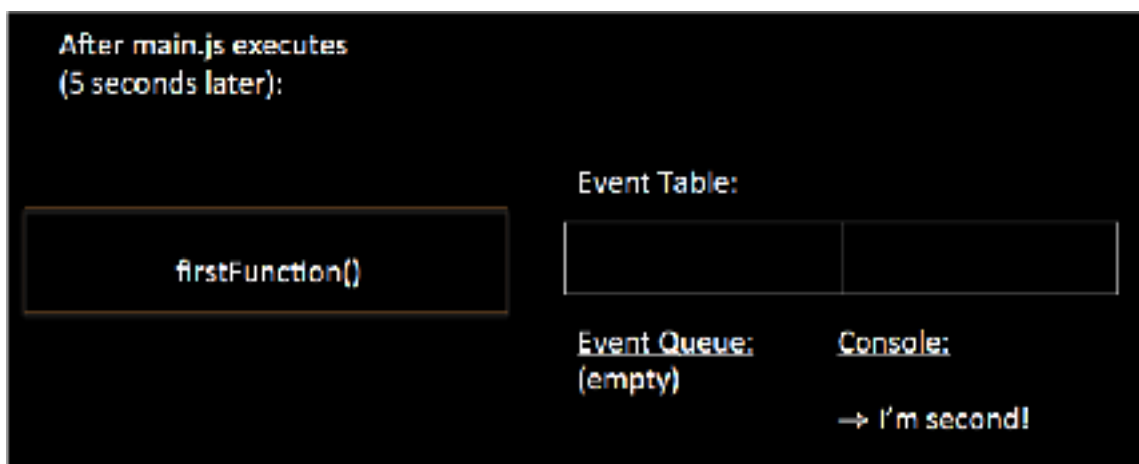 After main.js executes
(5 seconds later):
Event Table:
firstFunction()
Event Queue:
(empty)
Console:
→ I'm second!